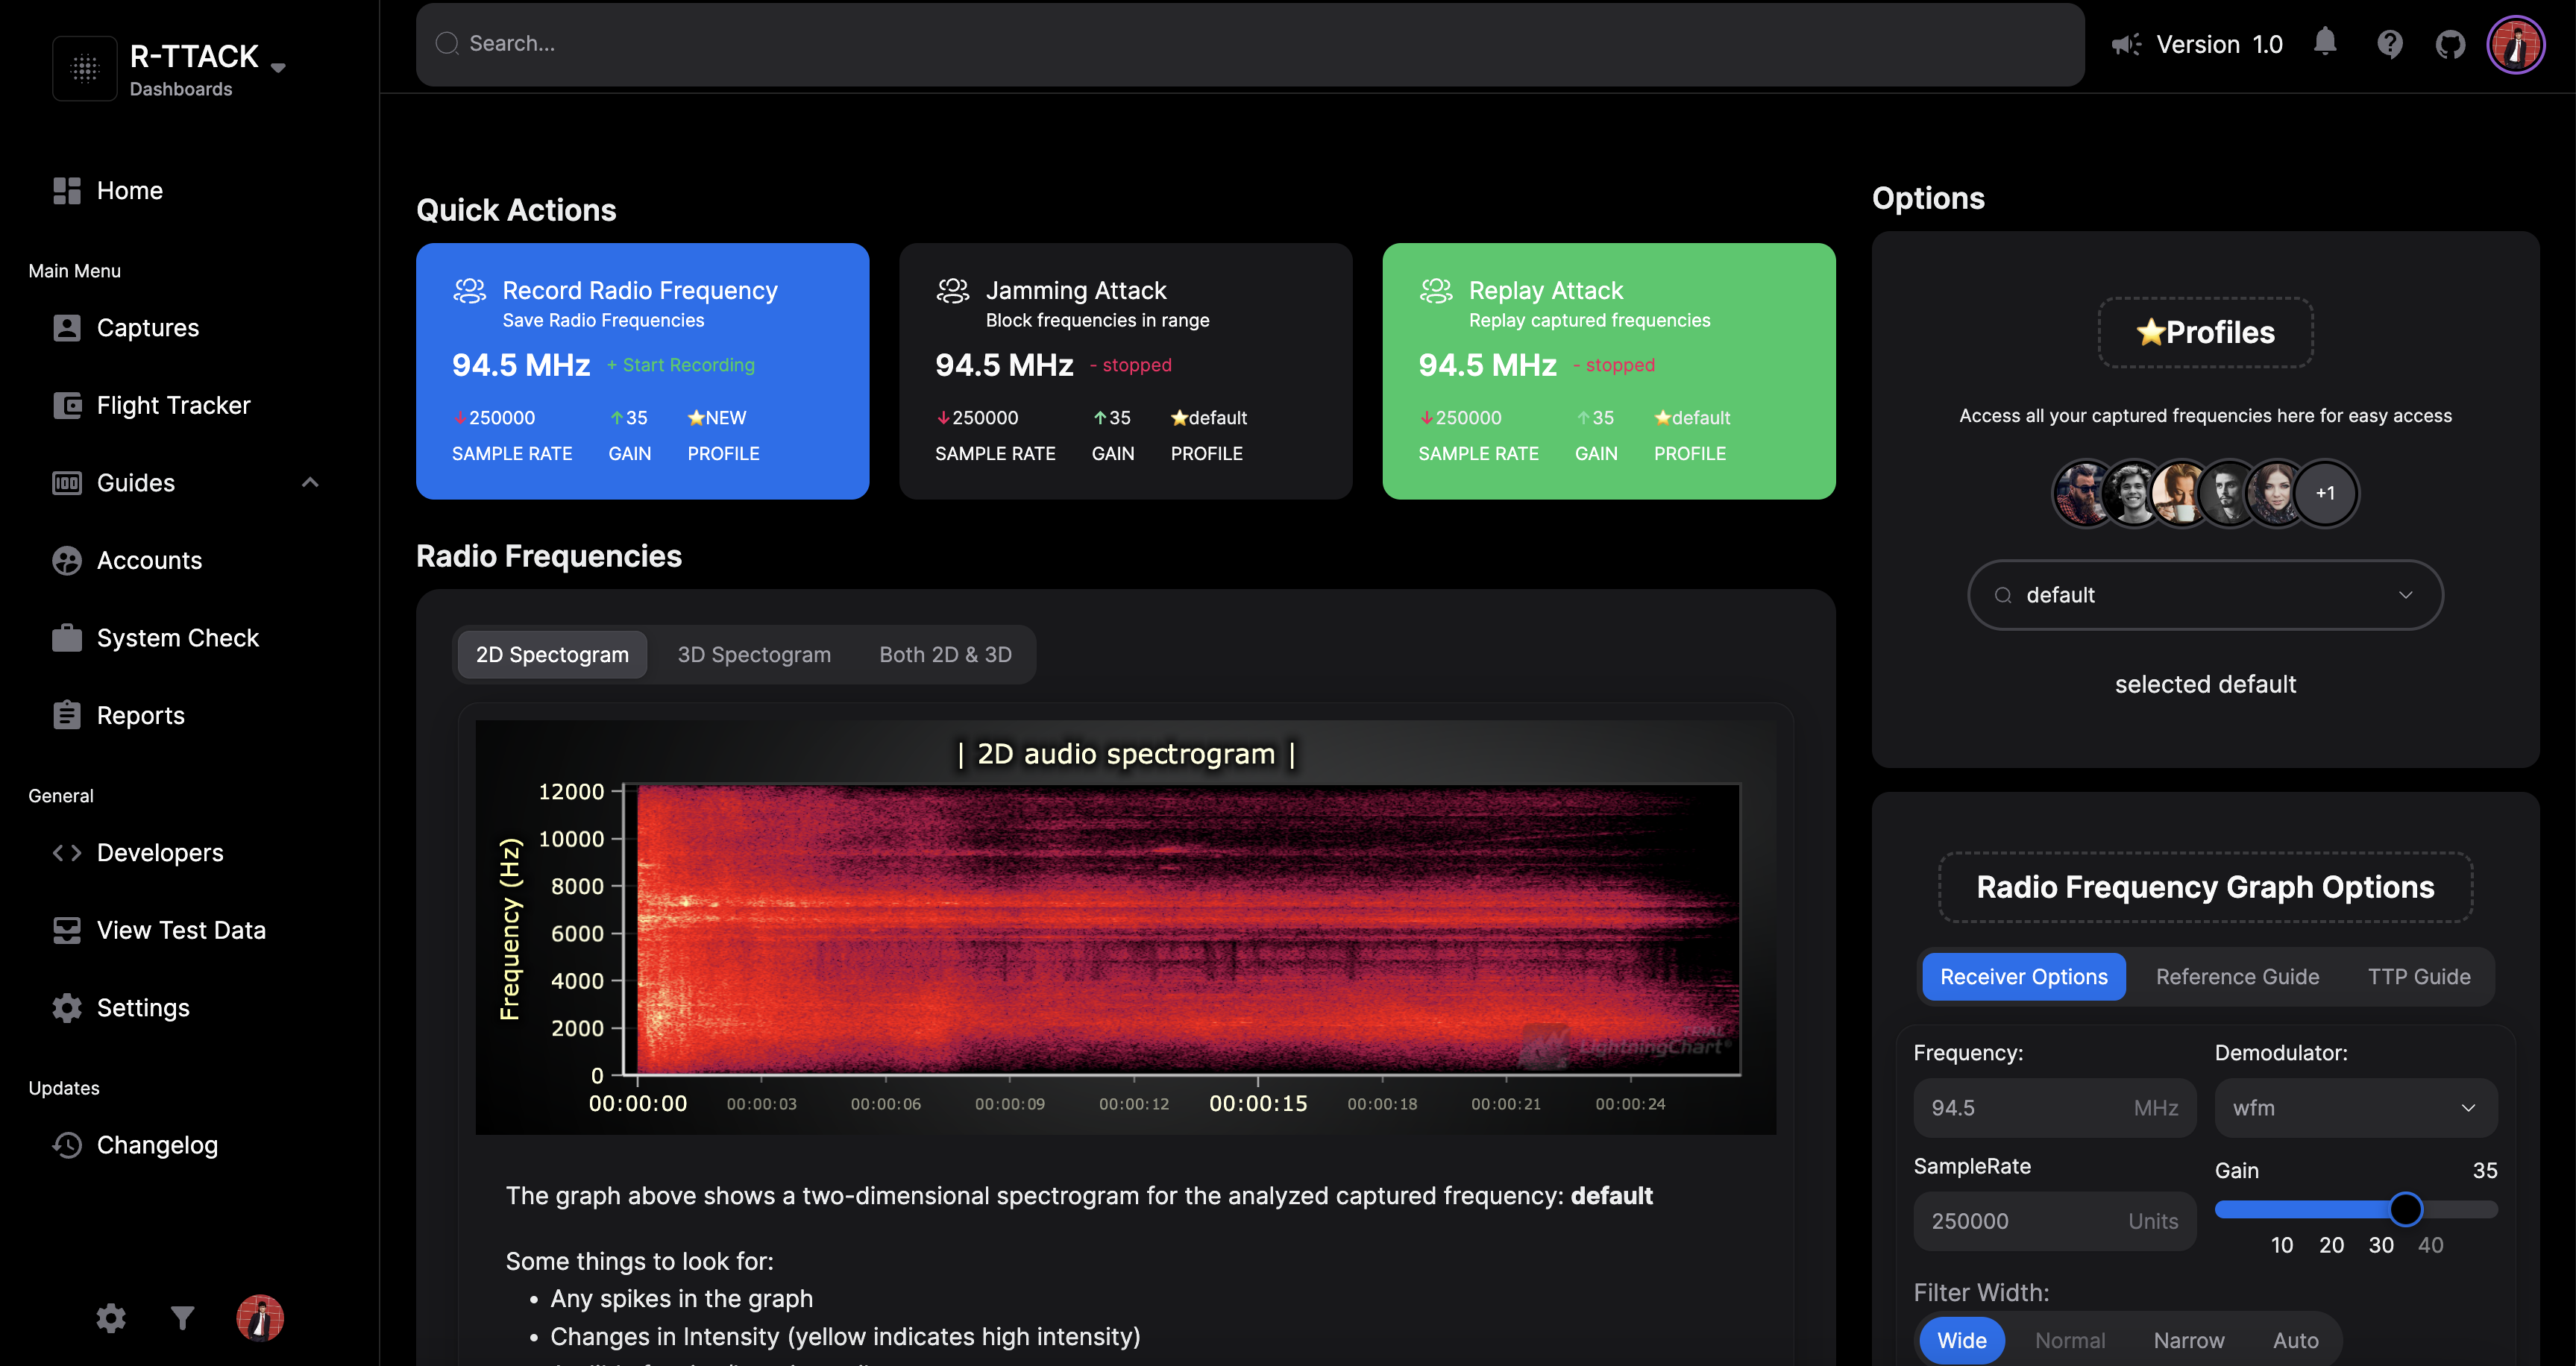 R-TTACK
Dashboards
Home
Main Menu
Captures
Flight Tracker
Guides
Accounts
System Check
Reports
General
Developers
View Test Data
Settings
Updates
Changelog
Search...
Version 1.0
Quick Actions
Record Radio Frequency
Save Radio Frequencies
94.5 MHz + Start Recording
↓250000 ↑35 ⭐NEW
SAMPLE RATE GAIN PROFILE
Jamming Attack
Block frequencies in range
94.5 MHz - stopped
↓250000 ↑35 ⭐default
SAMPLE RATE GAIN PROFILE
Replay Attack
Replay captured frequencies
94.5 MHz - stopped
↓250000 ↑35 ⭐default
SAMPLE RATE GAIN PROFILE
Radio Frequencies
2D Spectogram 3D Spectogram Both 2D & 3D
| 2D audio spectrogram |
Frequency (Hz)
12000
10000
8000
6000
4000
2000
0
00:00:00 00:00:03 00:00:06 00:00:09 00:00:12 00:00:15 00:00:18 00:00:21 00:00:24
TRIAL
LightningChart®
The graph above shows a two-dimensional spectrogram for the analyzed captured frequency: default
Some things to look for:
• Any spikes in the graph
• Changes in Intensity (yellow indicates high intensity)
Options
⭐Profiles
Access all your captured frequencies here for easy access
+1
default
selected default
Radio Frequency Graph Options
Receiver Options Reference Guide TTP Guide
Frequency: Demodulator:
94.5 MHz wfm
SampleRate Gain 35
250000 Units
10 20 30 40
Filter Width:
Wide Normal Narrow Auto